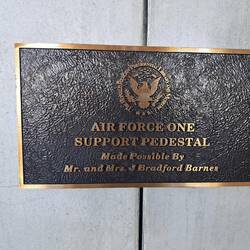 AIR FORCE ONE
SUPPORT PEDESTAL
Made Possible By
Mr. and Mrs. J Bradford Barnes